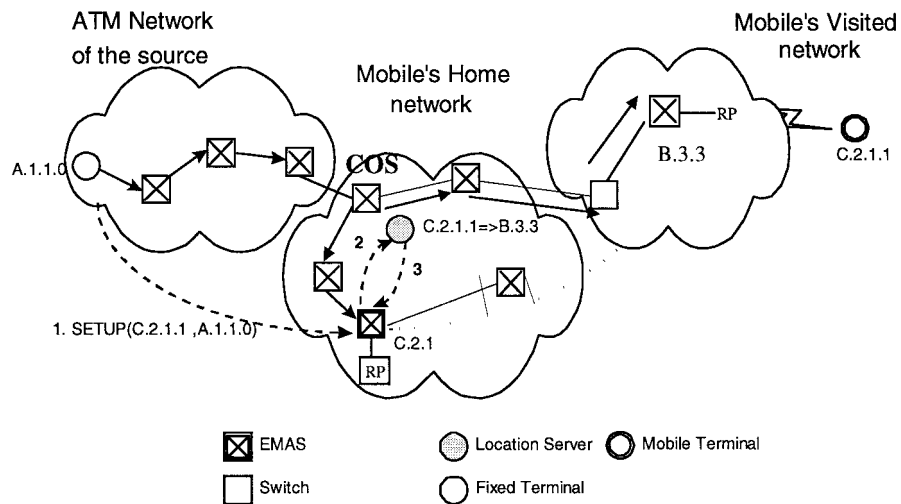 ATM Network
of the source
Mobile's Visited
network
Mobile's Home
network
RP
A.1.1.0
C.2.1.1
B.3.3
COS
C.2.1.1=>B.3.3
2
3
1. SETUP(C.2.1.1 ,A.1.1.0)
C.2.1
RP
EMAS
Location Server
Mobile Terminal
Switch
Fixed Terminal